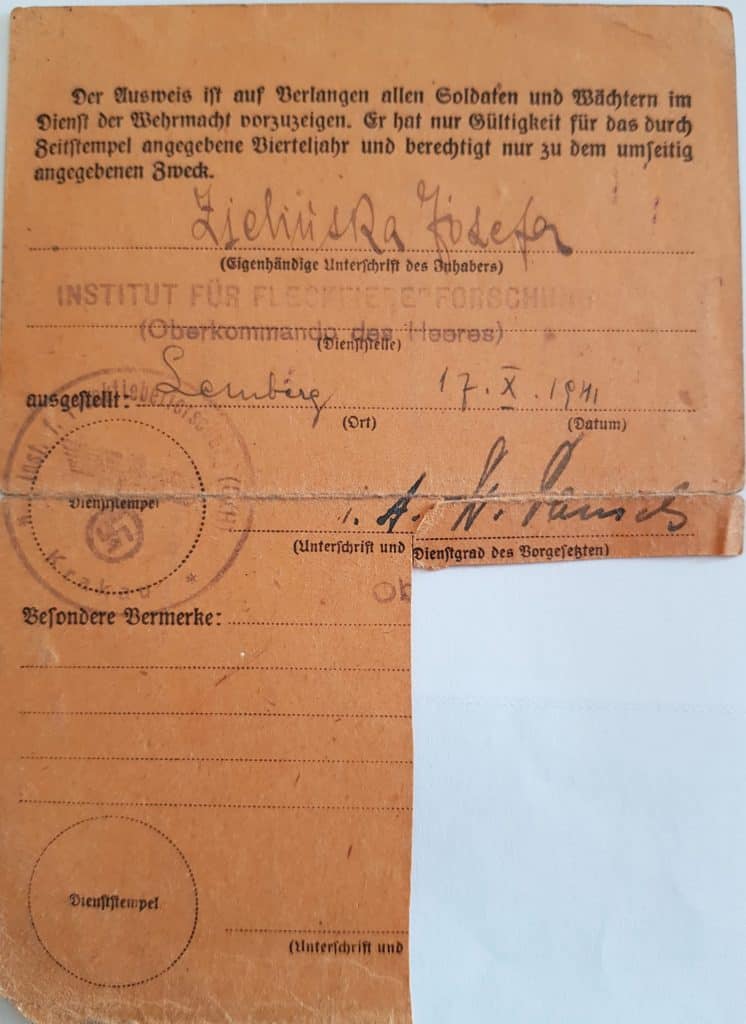 Der Ausweis ist auf Verlangen allen Soldaten und Wächtern im
Dienst der Wehrmacht vorzuzeigen. Er hat nur Gültigkeit für das durch
Zeitstempel angegebene Vierteljahr und berechtigt nur zu dem umseitig
angegebenen Zweck.
Zielińska Józefa
(Eigenhändige Unterschrift des Inhabers)
INSTITUT FÜR
(Oberkommando des Heeres)
(Dienststelle)
ausgestellt: Lemberg 17. X. 1941
(Ort) (Datum)
Dienststempel
Krakau
i. A.
(Unterschrift und Dienstgrad des Vorgesetzten)
Ob
Besondere Vermerke:
Dienststempel
(Unterschrift und